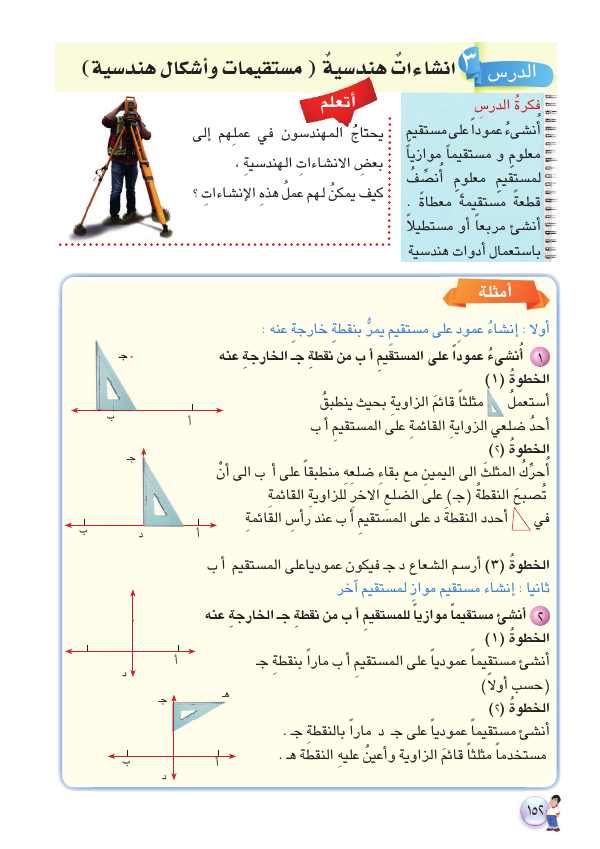 الدرس ٣ انشاءاتٌ هندسيةٌ ( مستقيمات وأشكال هندسية )
فكرةُ الدرسِ
أُنشىءُ عموداً على مستقيمٍ
معلومٍ و مستقيماً موازياً
لمستقيمٍ معلومٍ أُنصِّفُ
قطعةً مستقيمةً معطاةً .
أنشئ مربعاً أو مستطيلاً
باستعمال أدوات هندسية
أتعلم
يحتاجُ المهندسون في عملِهم إلى
بعضِ الانشاءاتِ الهندسيةِ ،
كيف يمكنُ لهم عملُ هذهِ الإنشاءاتِ ؟
أمثلة
أولا : إنشاءُ عمودٍ على مستقيمٍ يمرُّ بنقطةٍ خارجةٍ عنه :
١ أُنشىءُ عموداً على المستقيمِ أ ب من نقطةِ جـ الخارجةِ عنه
الخطوةُ (١)
أستعملُ مثلثاً قائمَ الزاويةِ بحيث ينطبقُ
أحدُ ضلعي الزواية القائمةِ على المستقيم أ ب
الخطوةُ (٢)
أُحرِّكُ المثلثَ الى اليمينِ مع بقاءِ ضلعِهِ منطبقاً على أ ب الى أنْ
تُصبحَ النقطةُ (جـ) على الضلعِ الاخرِ للزاويةِ القائمةِ
في أحدد النقطةَ د على المستقيمِ أ ب عند رأسِ القائمةِ
جـ
ب
أ
جـ
ب
د
أ
الخطوةُ (٣) أرسم الشعاع د جـ فيكون عمودياعلى المستقيم أ ب
ثانيا : إنشاء مستقيم موازٍ لمستقيم آخر
٢ أنشئ مستقيماً موازياً للمستقيمِ أ ب من نقطةِ جـ الخارجةِ عنه
الخطوةُ (١)
أنشئ مستقيماً عمودياً على المستقيمِ أ ب ماراً بنقطةِ جـ
(حسب أولاً)
الخطوةُ (٢)
أنشئ مستقيماً عمودياً على جـ د ماراً بالنقطةِ جـ .
مستخدماً مثلثاً قائم الزاوية وأعينُ عليهِ النقطة هـ .
أ
د
جـ
هـ
ب
أ
د
١٥٢